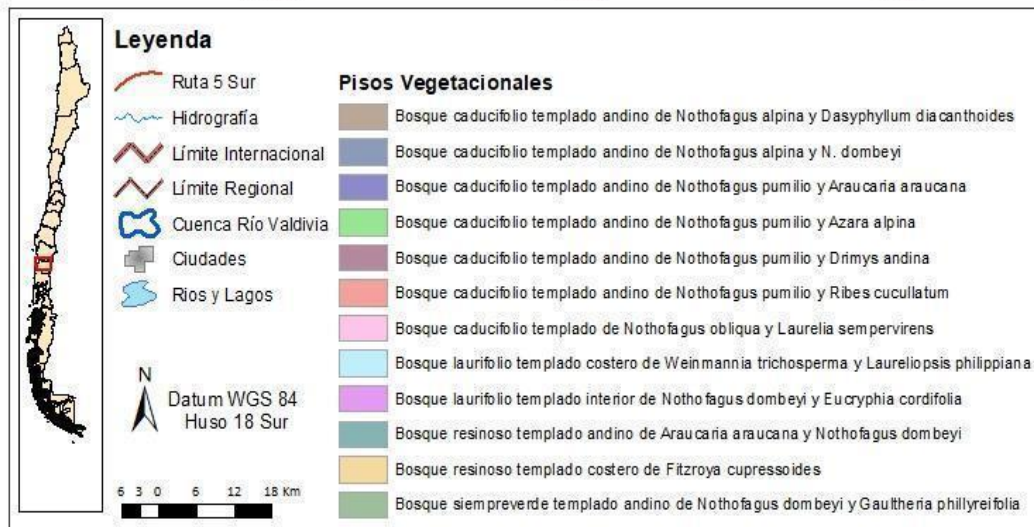 Leyenda
Ruta 5 Sur
Hidrografía
Límite Internacional
Límite Regional
Cuenca Río Valdivia
Ciudades
Rios y Lagos
N
Datum WGS 84
Huso 18 Sur
6 3 0 6 12 18 Km
Pisos Vegetacionales
Bosque caducifolio templado andino de Nothofagus alpina y Dasyphyllum diacanthoides
Bosque caducifolio templado andino de Nothofagus alpina y N. dombeyi
Bosque caducifolio templado andino de Nothofagus pumilio y Araucaria araucana
Bosque caducifolio templado andino de Nothofagus pumilio y Azara alpina
Bosque caducifolio templado andino de Nothofagus pumilio y Drimys andina
Bosque caducifolio templado andino de Nothofagus pumilio y Ribes cucullatum
Bosque caducifolio templado de Nothofagus obliqua y Laurelia sempervirens
Bosque laurifolio templado costero de Weinmannia trichosperma y Laureliopsis philippiana
Bosque laurifolio templado interior de Nothofagus dombeyi y Eucryphia cordifolia
Bosque resinoso templado andino de Araucaria araucana y Nothofagus dombeyi
Bosque resinoso templado costero de Fitzroya cupressoides
Bosque siempreverde templado andino de Nothofagus dombeyi y Gaultheria phillyreifolia